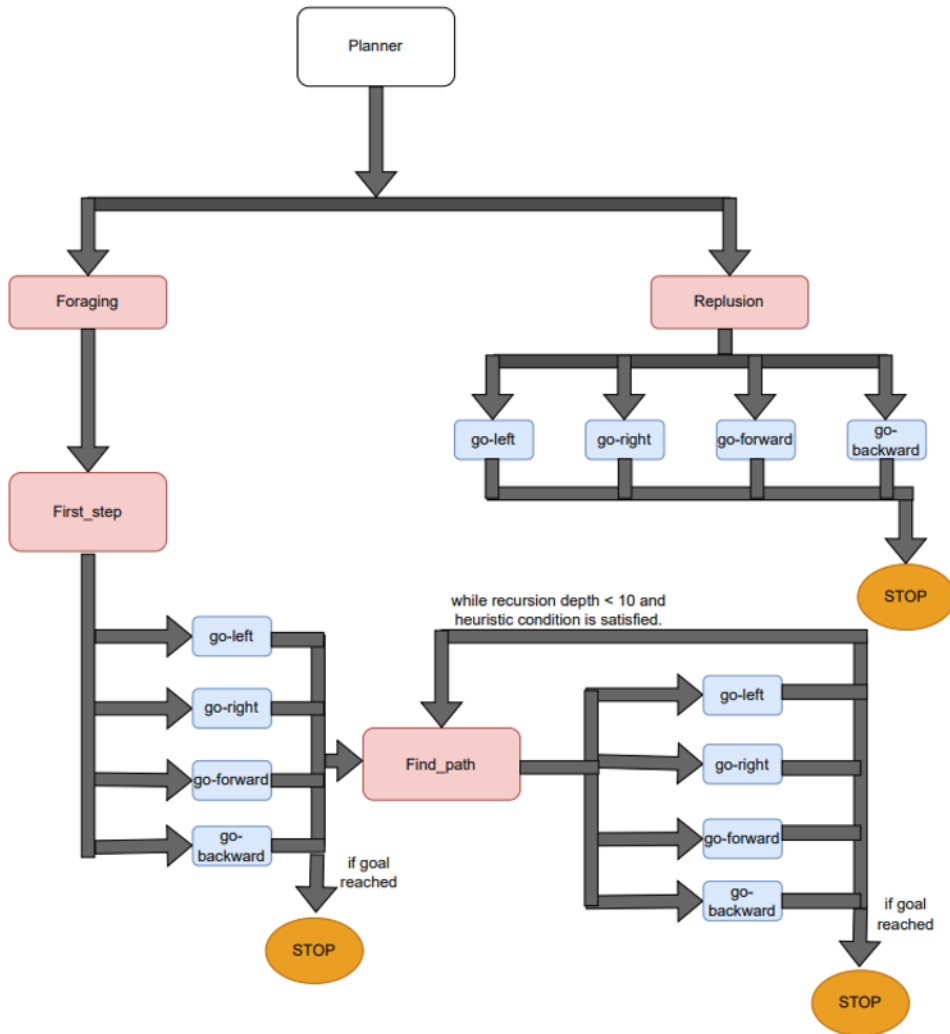 Planner
Foraging
Replusion
go-left
go-right
go-forward
go-
backward
First_step
STOP
while recursion depth < 10 and
heuristic condition is satisfied.
go-left
go-right
go-forward
go-
backward
Find_path
go-left
go-right
go-forward
go-
backward
if goal
reached
STOP
if goal
reached
STOP